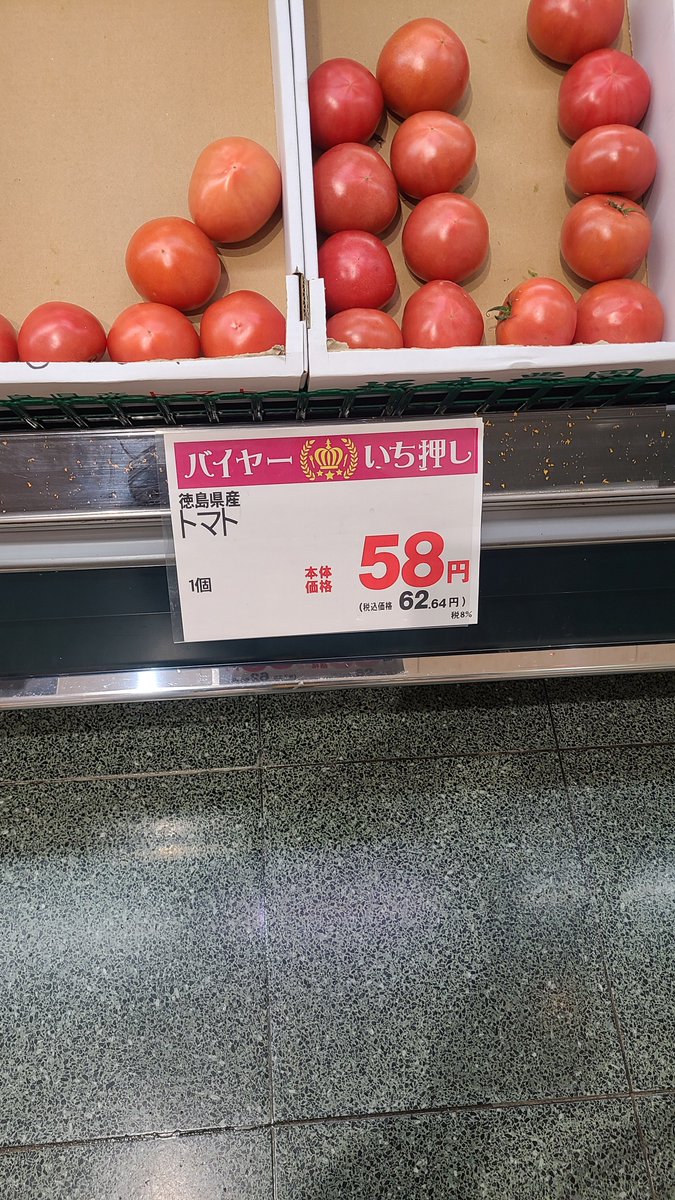 バイヤー いち押し
徳島県産
トマト
1個
本体価格 58円
(税込価格 62.64円)
税8%